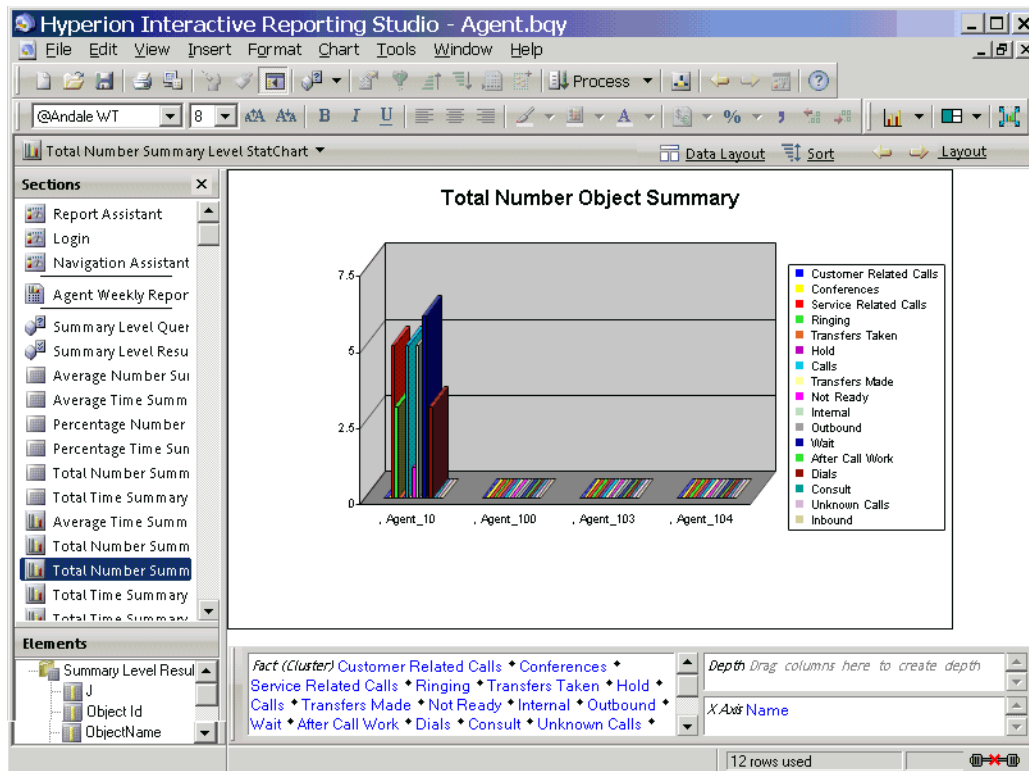 Hyperion Interactive Reporting Studio - Agent.bqy
File Edit View Insert Format Chart Tools Window Help
Process
@Andale WT 8 B I U A %
Total Number Summary Level StatChart Data Layout Sort Layout
Sections
Report Assistant
Login
Navigation Assistant
Agent Weekly Repor
Summary Level Quer
Summary Level Resu
Average Number Sur
Average Time Summ
Percentage Number
Percentage Time Sun
Total Number Summ
Total Time Summary
Average Time Summ
Total Number Summ
Total Number Summ
Total Time Summary
Total Time Summary
Elements
Summary Level Resul
J
Object Id
ObjectName
Total Number Object Summary
7.5
5
2.5
0
, Agent_10 , Agent_100 , Agent_103 , Agent_104
Customer Related Calls
Conferences
Service Related Calls
Ringing
Transfers Taken
Hold
Calls
Transfers Made
Not Ready
Internal
Outbound
Wait
After Call Work
Dials
Consult
Unknown Calls
Inbound
Fact (Cluster) Customer Related Calls ♦ Conferences ♦
Service Related Calls ♦ Ringing ♦ Transfers Taken ♦ Hold ♦
Calls ♦ Transfers Made ♦ Not Ready ♦ Internal ♦ Outbound ♦
Wait ♦ After Call Work ♦ Dials ♦ Consult ♦ Unknown Calls ♦
Depth Drag columns here to create depth
X Axis Name
12 rows used